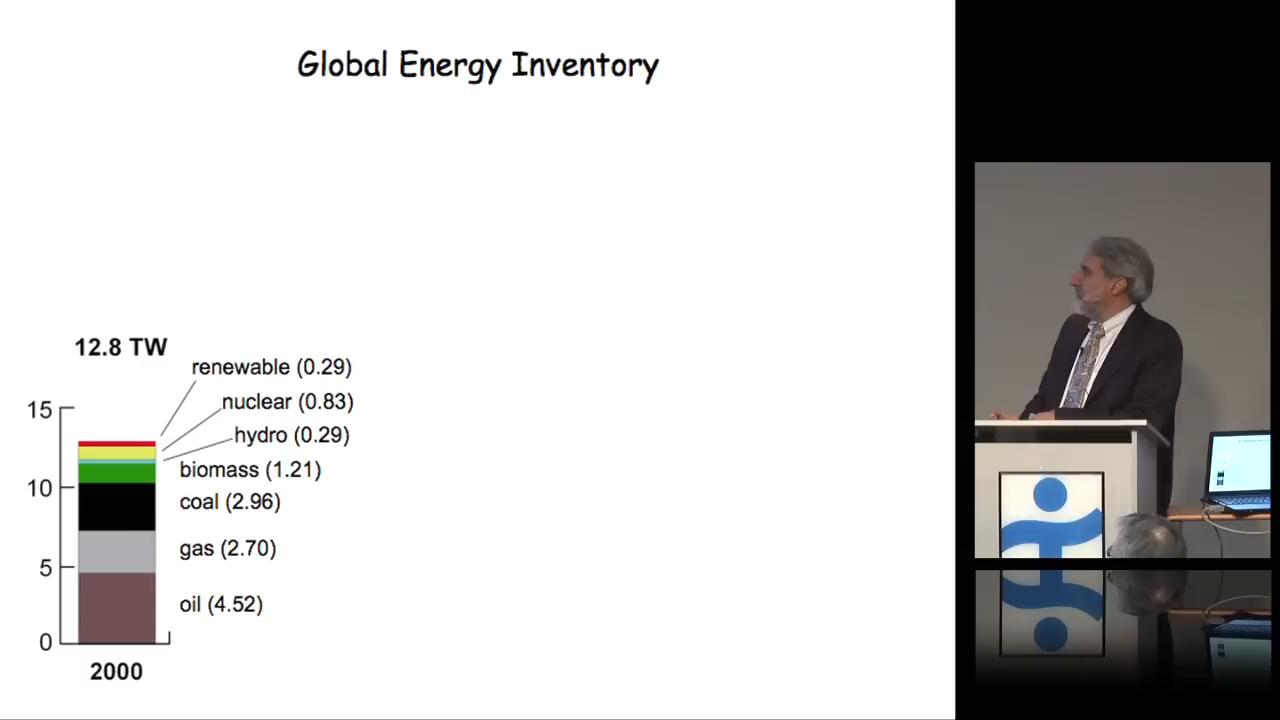 Global Energy Inventory
12.8 TW
renewable (0.29)
15
nuclear (0.83)
hydro (0.29)
biomass (1.21)
10
coal (2.96)
gas (2.70)
5
oil (4.52)
0
2000